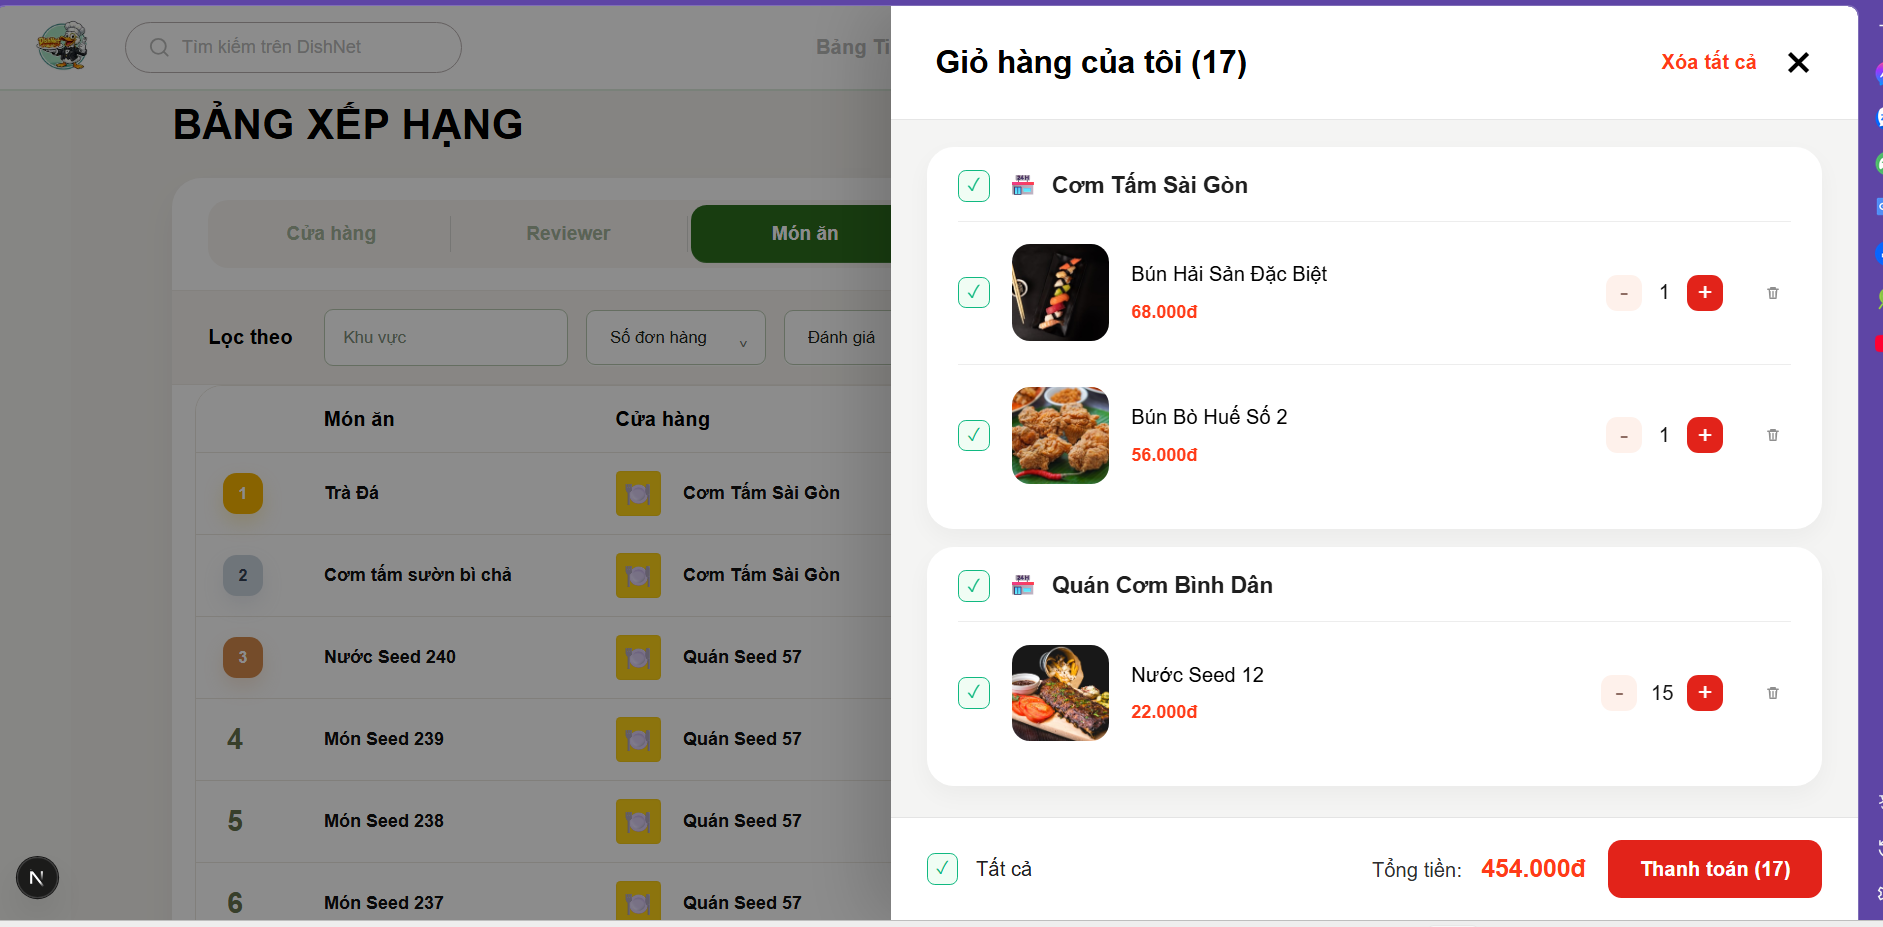 Tìm kiếm trên DishNet
Bảng Ti
BẢNG XẾP HẠNG
Cửa hàng
Reviewer
Món ăn
Lọc theo
Khu vực
Số đơn hàng
Đánh giá
Món ăn
Cửa hàng
1
Trà Đá
Cơm Tấm Sài Gòn
2
Cơm tấm sườn bì chả
Cơm Tấm Sài Gòn
3
Nước Seed 240
Quán Seed 57
4
Món Seed 239
Quán Seed 57
5
Món Seed 238
Quán Seed 57
6
Món Seed 237
Quán Seed 57
N
Giỏ hàng của tôi (17)
Xóa tất cả
Cơm Tấm Sài Gòn
Bún Hải Sản Đặc Biệt
68.000đ
- 1 +
Bún Bò Huế Số 2
56.000đ
- 1 +
Quán Cơm Bình Dân
Nước Seed 12
22.000đ
- 15 +
Tất cả
Tổng tiền: 454.000đ
Thanh toán (17)